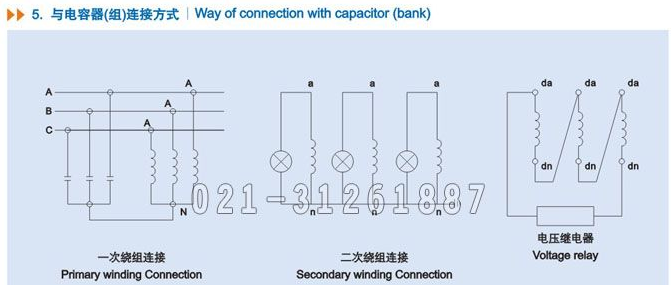 5. 与电容器(组)连接方式 | Way of connection with capacitor (bank)
A
B
C
A
A
A
N
a a a
n n n
da da da
dn dn dn
021-31261887
一次绕组连接
Primary winding Connection
二次绕组连接
Secondary winding Connection
电压继电器
Voltage relay